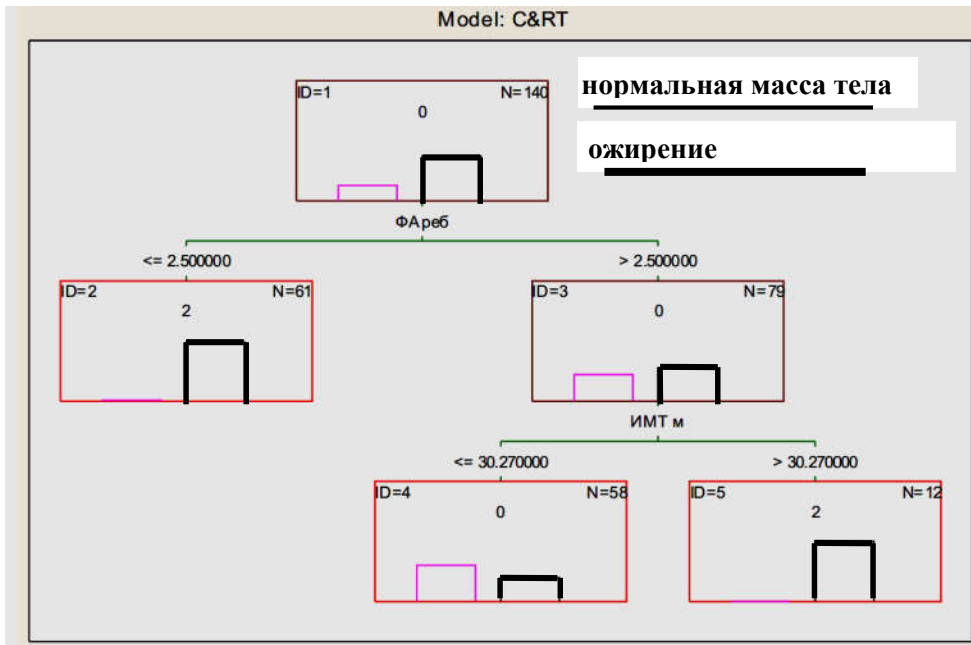 Model: C&RT
нормальная масса тела
ожирение
ID=1 N=140
0
ФАреб
<= 2.500000 > 2.500000
ID=2 N=61
2
ID=3 N=79
0
ИМТ м
<= 30.270000 > 30.270000
ID=4 N=58
0
ID=5 N=12
2